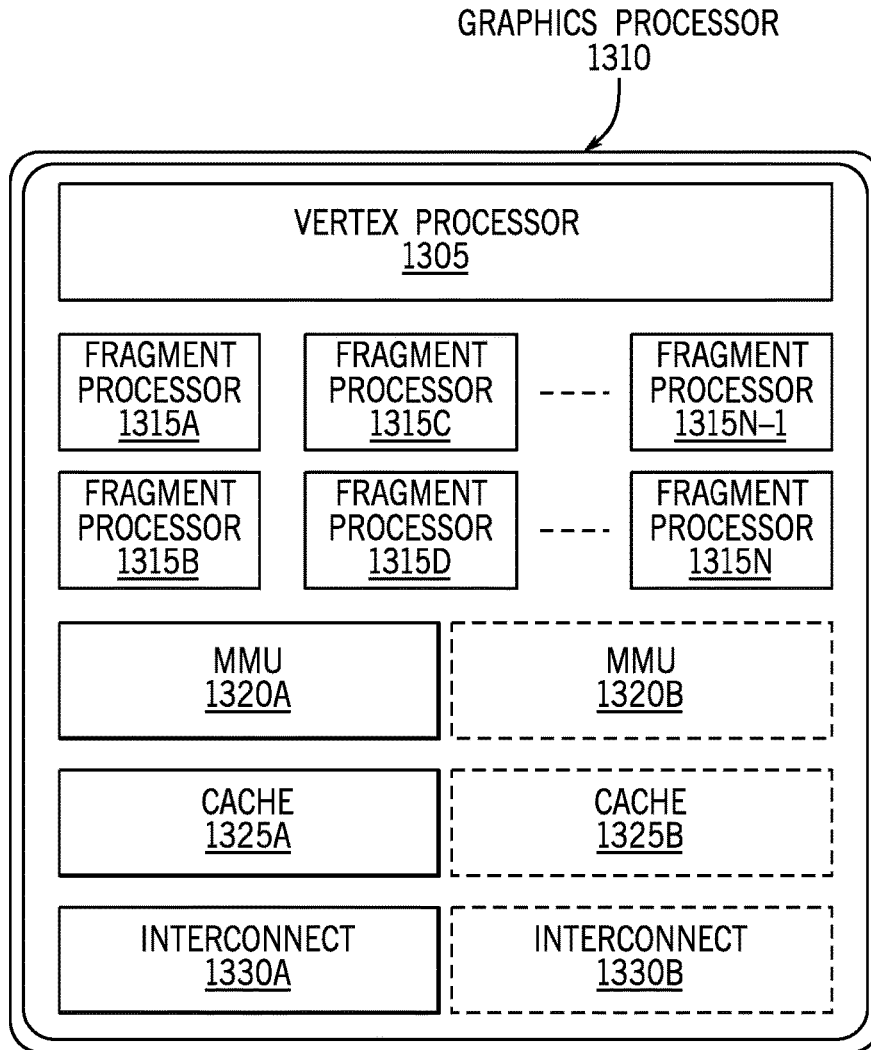 GRAPHICS PROCESSOR
1310
VERTEX PROCESSOR
1305
FRAGMENT
PROCESSOR
1315A
FRAGMENT
PROCESSOR
1315C
FRAGMENT
PROCESSOR
1315N–1
FRAGMENT
PROCESSOR
1315B
FRAGMENT
PROCESSOR
1315D
FRAGMENT
PROCESSOR
1315N
MMU
1320A
MMU
1320B
CACHE
1325A
CACHE
1325B
INTERCONNECT
1330A
INTERCONNECT
1330B